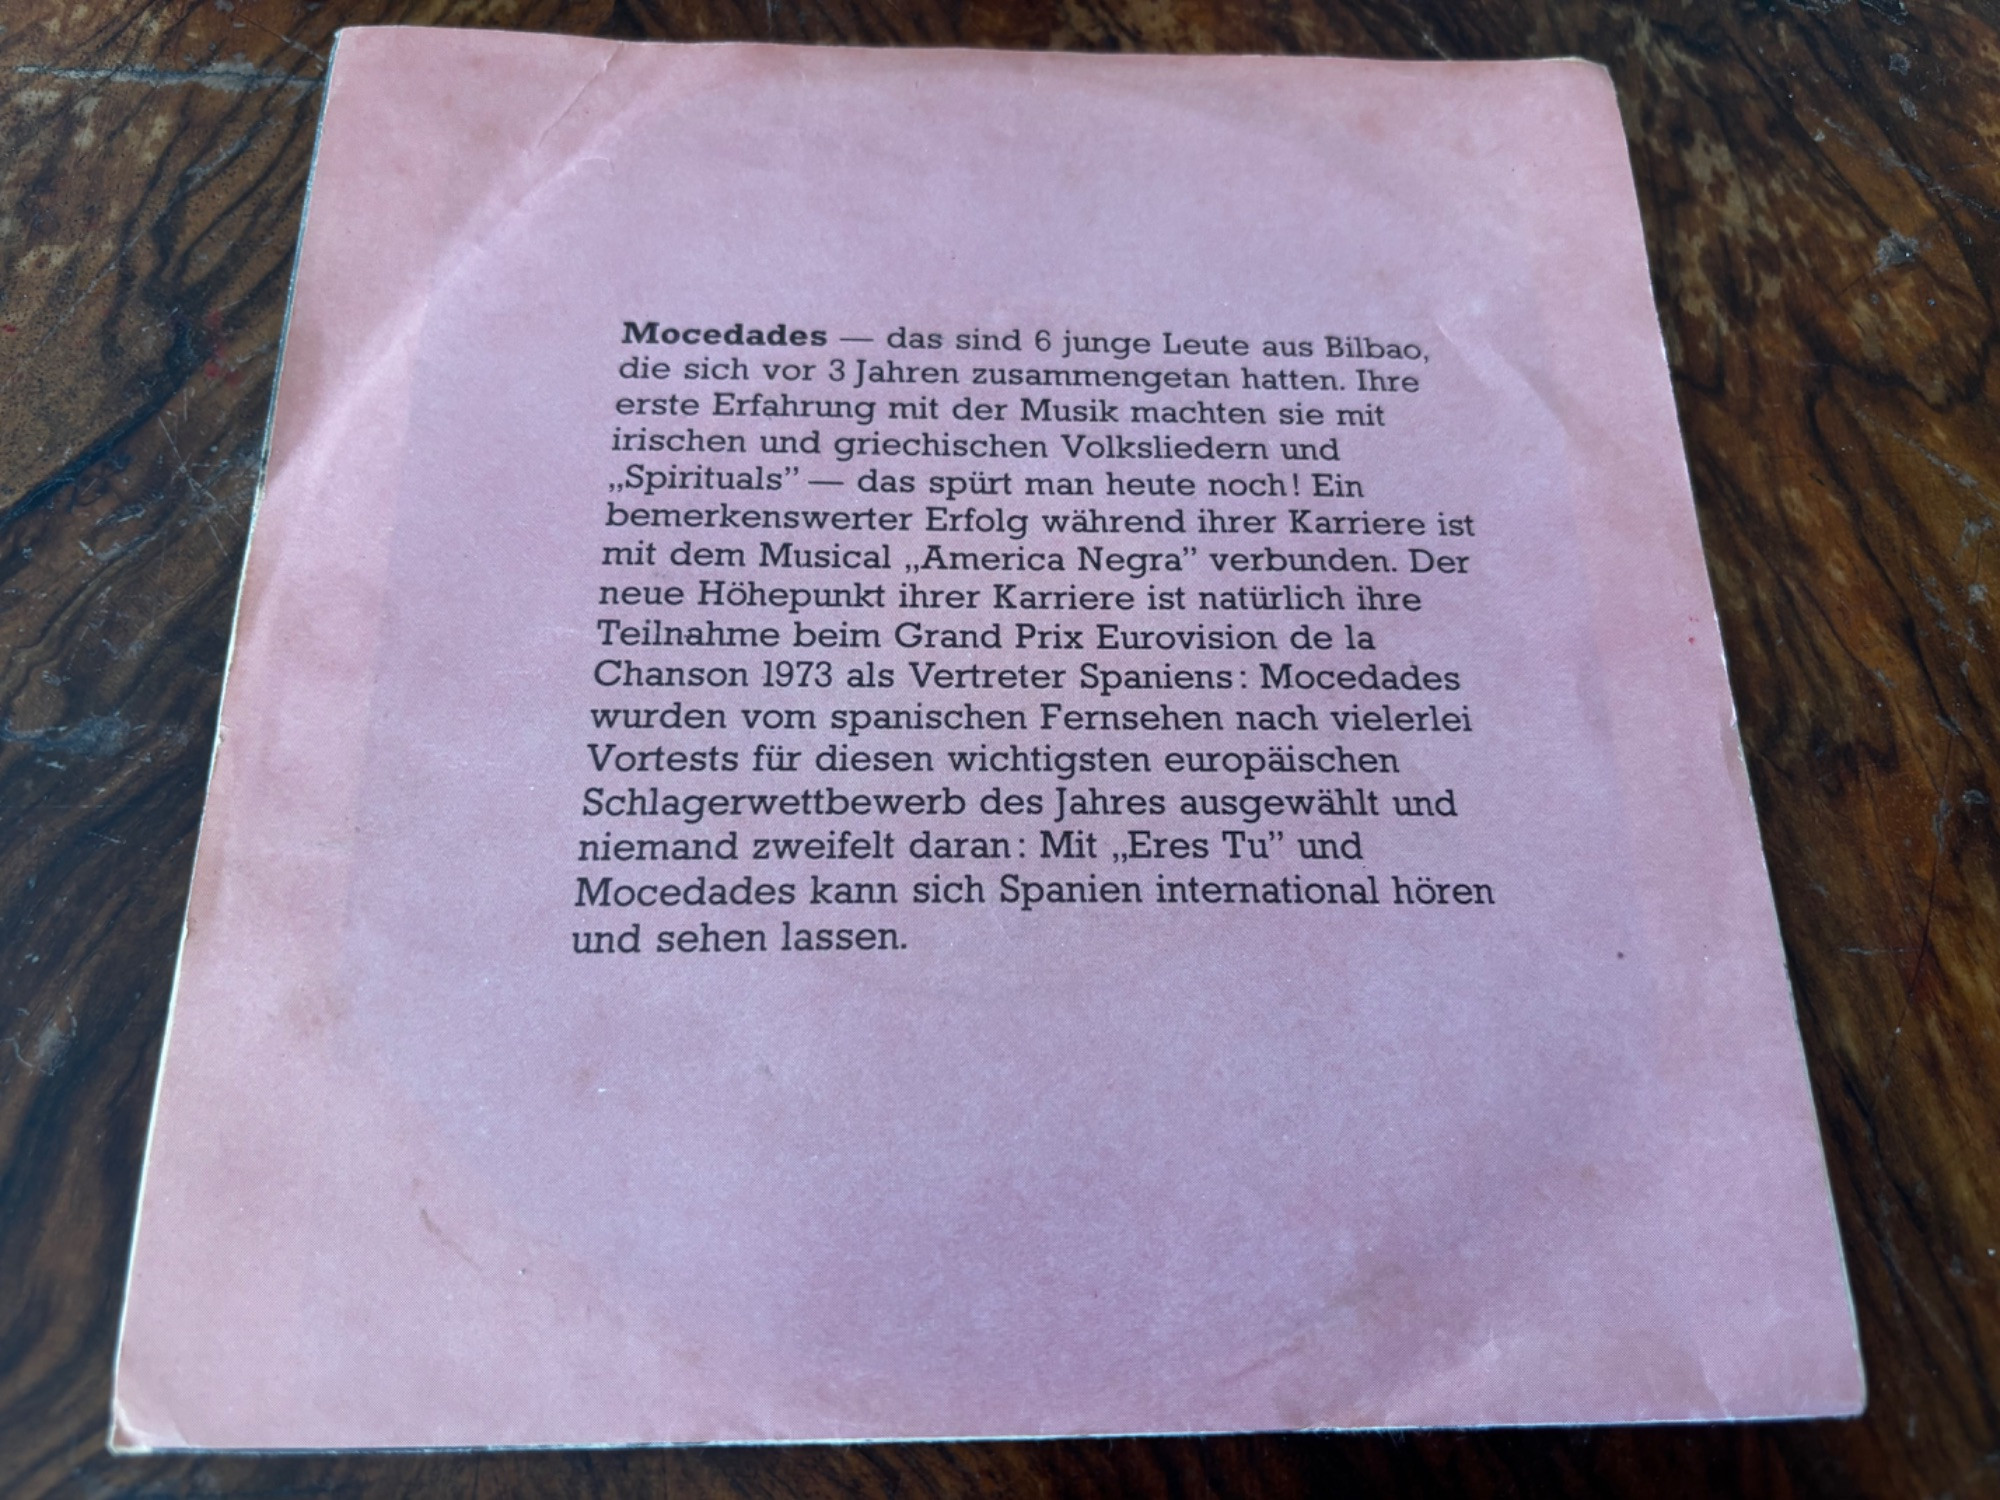 Mocedades — das sind 6 junge Leute aus Bilbao,
die sich vor 3 Jahren zusammengetan hatten. Ihre
erste Erfahrung mit der Musik machten sie mit
irischen und griechischen Volksliedern und
„Spirituals” — das spürt man heute noch! Ein
bemerkenswerter Erfolg während ihrer Karriere ist
mit dem Musical „America Negra” verbunden. Der
neue Höhepunkt ihrer Karriere ist natürlich ihre
Teilnahme beim Grand Prix Eurovision de la
Chanson 1973 als Vertreter Spaniens: Mocedades
wurden vom spanischen Fernsehen nach vielerlei
Vortests für diesen wichtigsten europäischen
Schlagerwettbewerb des Jahres ausgewählt und
niemand zweifelt daran: Mit „Eres Tu” und
Mocedades kann sich Spanien international hören
und sehen lassen.